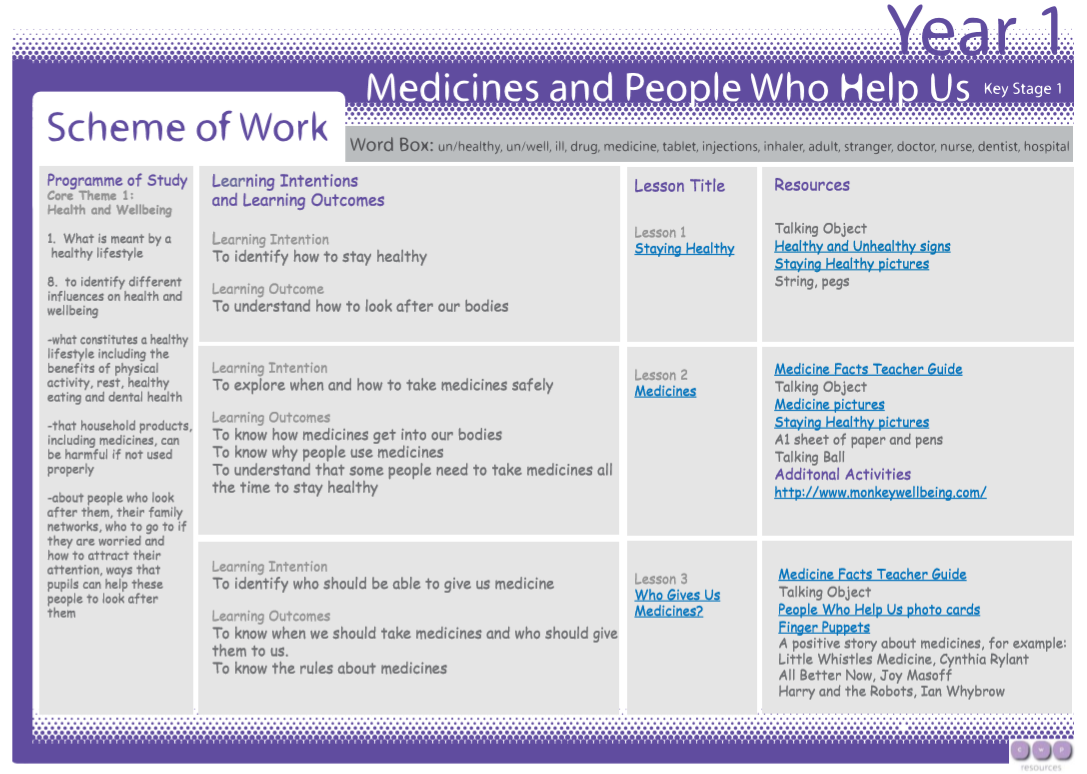 Year 1
Medicines and People Who Help Us Key Stage 1
Scheme of Work
Word Box: un/healthy, un/well, ill, drug, medicine, tablet, injections, inhaler, adult, stranger, doctor, nurse, dentist, hospital
Programme of Study
Core Theme 1:
Health and Wellbeing
1. What is meant by a
healthy lifestyle
8. to identify different
influences on health and
wellbeing
-what constitutes a healthy
lifestyle including the
benefits of physical
activity, rest, healthy
eating and dental health
-that household products,
including medicines, can
be harmful if not used
properly
-about people who look
after them, their family
networks, who to go to if
they are worried and
how to attract their
attention, ways that
pupils can help these
people to look after
them
Learning Intentions
and Learning Outcomes
Learning Intention
To identify how to stay healthy
Learning Outcome
To understand how to look after our bodies
Lesson Title
Lesson 1
Staying Healthy
Resources
Talking Object
Healthy and Unhealthy signs
Staying Healthy pictures
String, pegs
Learning Intention
To explore when and how to take medicines safely
Learning Outcomes
To know how medicines get into our bodies
To know why people use medicines
To understand that some people need to take medicines all
the time to stay healthy
Lesson 2
Medicines
Medicine Facts Teacher Guide
Talking Object
Medicine pictures
Staying Healthy pictures
A1 sheet of paper and pens
Talking Ball
Additonal Activities
http://www.monkeywellbeing.com/
Learning Intention
To identify who should be able to give us medicine
Learning Outcomes
To know when we should take medicines and who should give
them to us.
To know the rules about medicines
Lesson 3
Who Gives Us
Medicines?
Medicine Facts Teacher Guide
Talking Object
People Who Help Us photo cards
Finger Puppets
A positive story about medicines, for example:
Little Whistles Medicine, Cynthia Rylant
All Better Now, Joy Masoff
Harry and the Robots, Ian Whybrow
resources